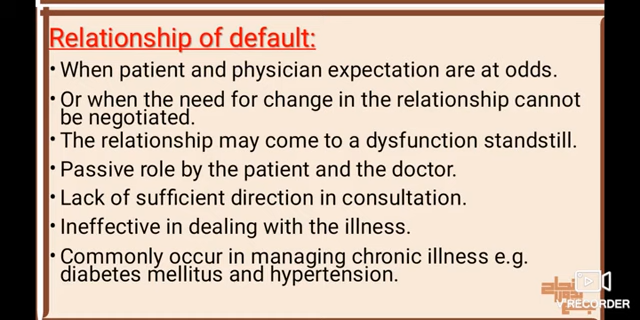 Relationship of default:
• When patient and physician expectation are at odds.
• Or when the need for change in the relationship cannot
be negotiated.
• The relationship may come to a dysfunction standstill.
• Passive role by the patient and the doctor.
• Lack of sufficient direction in consultation.
• Ineffective in dealing with the illness.
• Commonly occur in managing chronic illness e.g.
diabetes mellitus and hypertension.
RECORDER